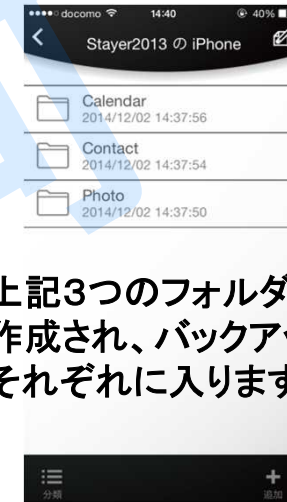 docomo 14:40 40%
Stayer2013 の iPhone
Calendar
2014/12/02 14:37:56
Contact
2014/12/02 14:37:54
Photo
2014/12/02 14:37:50
上記3つのフォルダ
作成され、バックア
それぞれに入ります
分類 追加